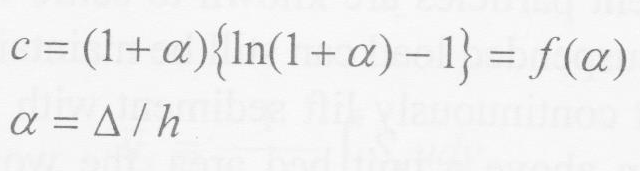 c = (1+α){ln(1+α)−1} = f(α)
α = Δ / h